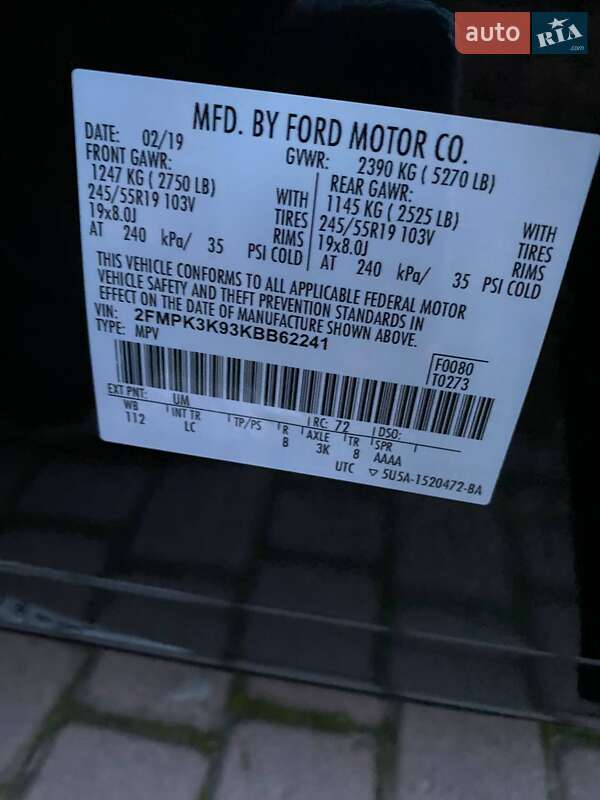 auto RIA .com
MFD. BY FORD MOTOR CO.
DATE: 02/19 GVWR: 2390 KG ( 5270 LB)
FRONT GAWR: REAR GAWR:
1247 KG ( 2750 LB) WITH 1145 KG ( 2525 LB) WITH
245/55R19 103V TIRES 245/55R19 103V TIRES
19x8.0J RIMS 19x8.0J RIMS
AT 240 kPa/ 35 PSI COLD AT 240 kPa/ 35 PSI COLD
THIS VEHICLE CONFORMS TO ALL APPLICABLE FEDERAL MOTOR
VEHICLE SAFETY AND THEFT PREVENTION STANDARDS IN
EFFECT ON THE DATE OF MANUFACTURE SHOWN ABOVE.
VIN: 2FMPK3K93KBB62241
TYPE: MPV
F0080
T0273
EXT PNT: UM RC: 72 DSO:
WB INT TR TP/PS R AXLE TR SPR
112 LC B 3K 8 AAAA
UTC ▽ 5U5A-1520472-BA